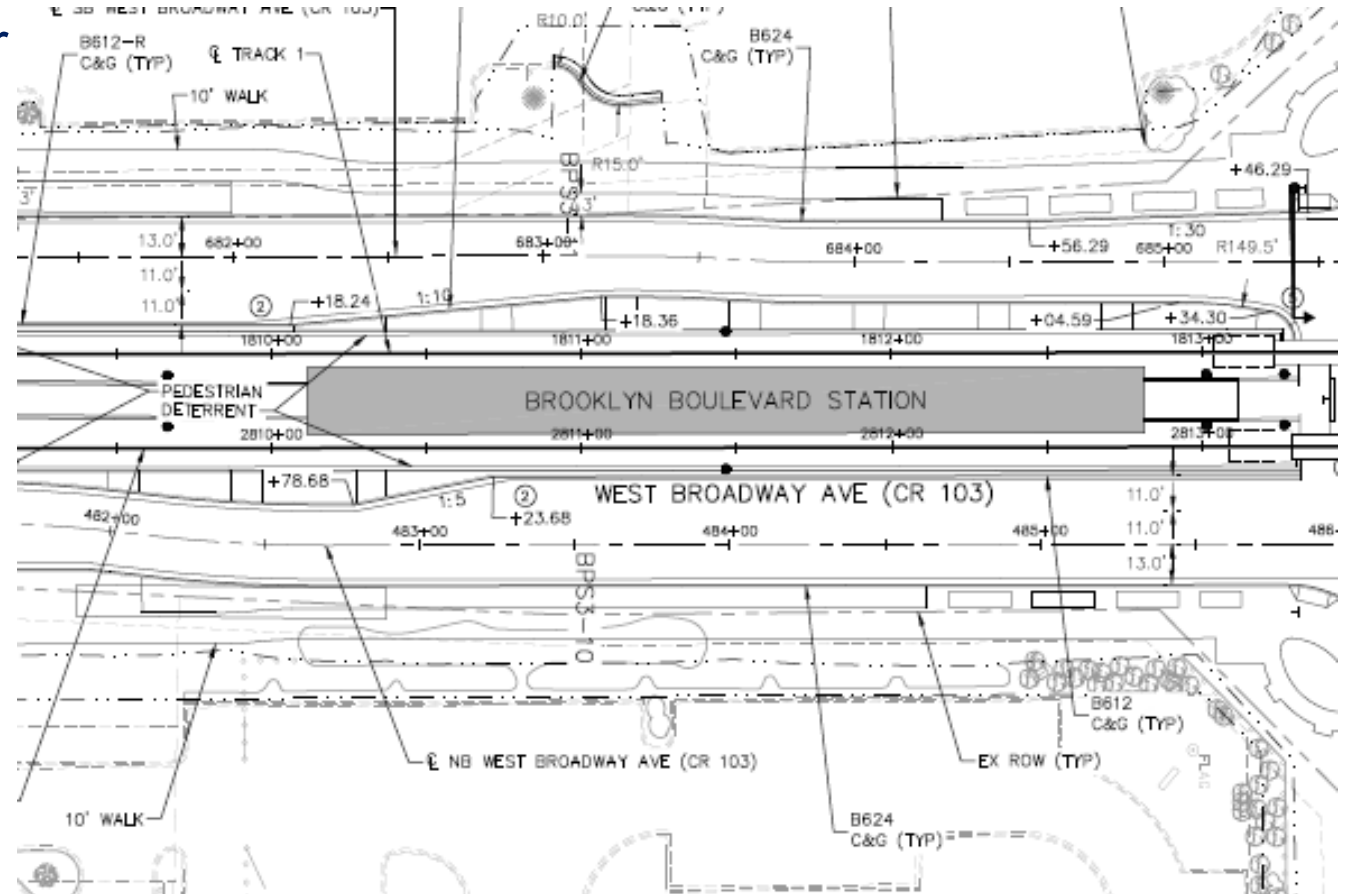 ℄ SB WEST BROADWAY AVE (CR 103)
C&G (TYP)
R10.0'
B612-R
C&G (TYP)
℄ TRACK 1
B624
C&G (TYP)
10' WALK
R15.0'
3'
3'
+46.29
13.0'
682+00
683+00
684+00
+56.29
685+00
1:30
R149.5'
11.0'
11.0'
②
+18.24
1:10
+18.36
+04.59
+34.30
1810+00
1811+00
1812+00
1813+00
PEDESTRIAN
DETERRENT
BROOKLYN BOULEVARD STATION
2810+00
2811+00
2812+00
2813+00
+78.68
1:5
②
+23.68
WEST BROADWAY AVE (CR 103)
11.0'
11.0'
13.0'
482+00
483+00
484+00
485+00
486+
BPS3-10
B612
C&G (TYP)
℄ NB WEST BROADWAY AVE (CR 103)
EX ROW (TYP)
FLAG
10' WALK
B624
C&G (TYP)